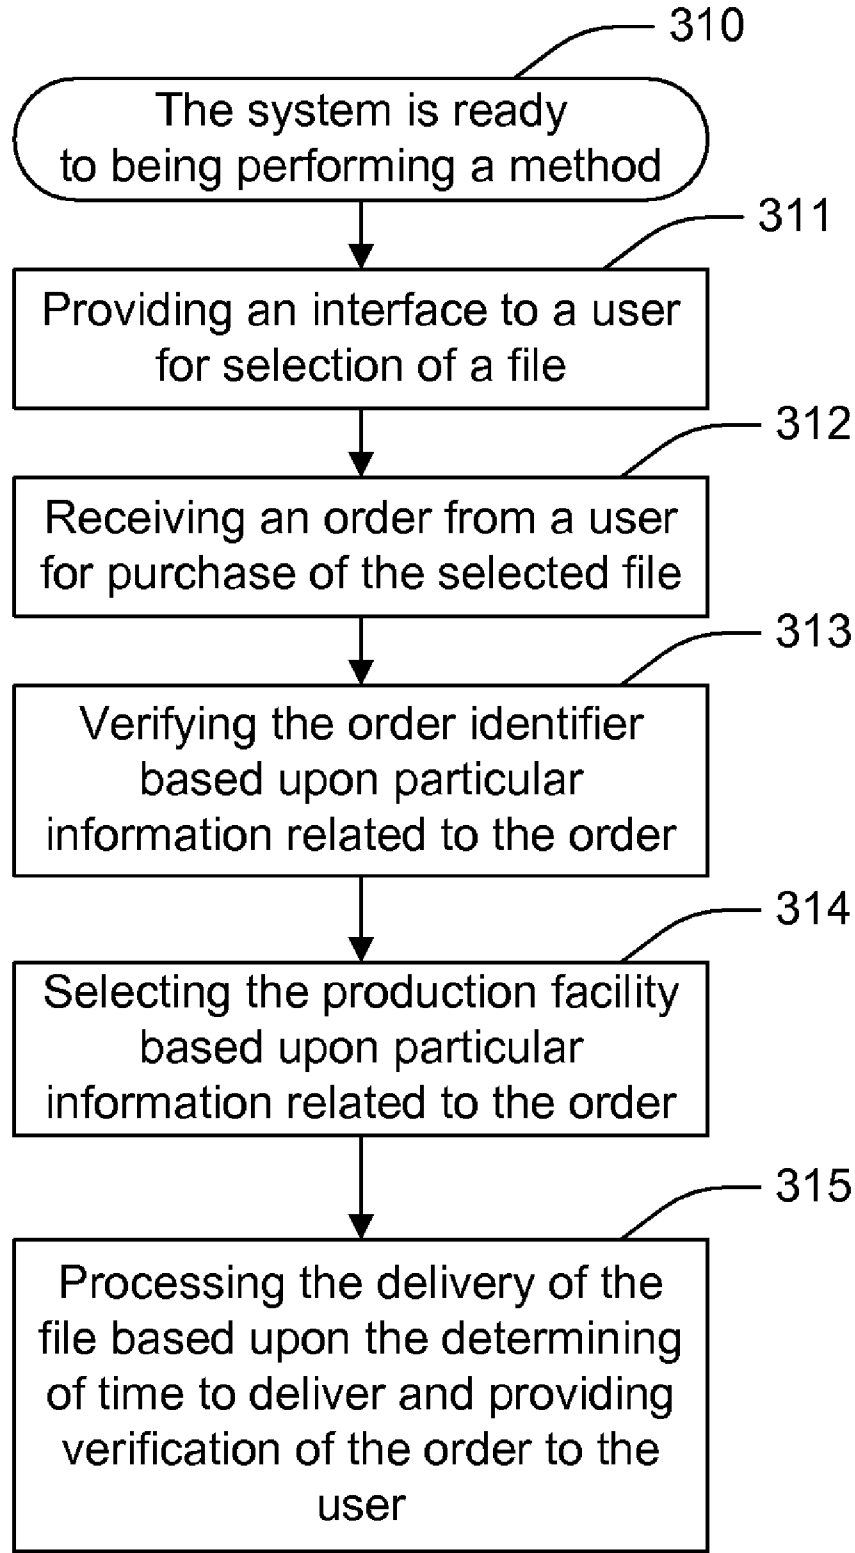 310
The system is ready
to being performing a method
311
Providing an interface to a user
for selection of a file
312
Receiving an order from a user
for purchase of the selected file
313
Verifying the order identifier
based upon particular
information related to the order
314
Selecting the production facility
based upon particular
information related to the order
315
Processing the delivery of the
file based upon the determining
of time to deliver and providing
verification of the order to the
user